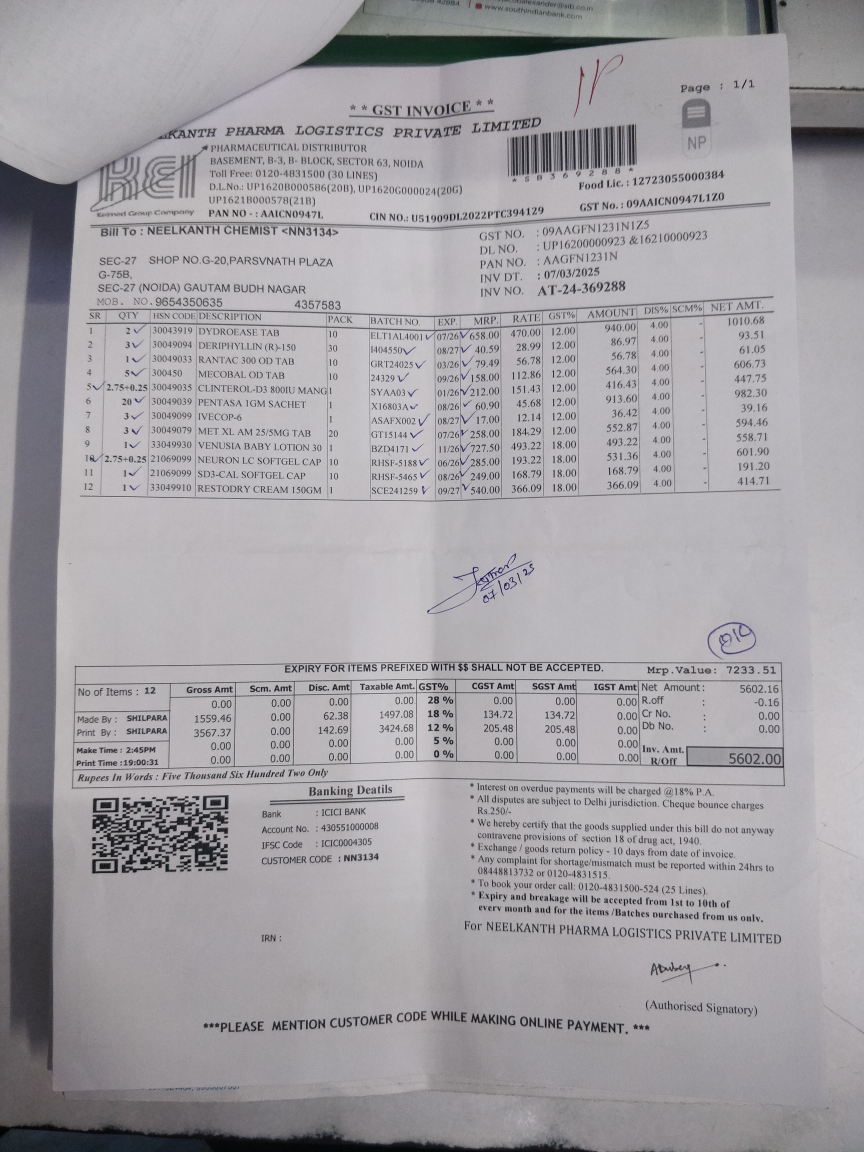 jacobalexander@sib.co.in
www.southindianbank.com
Page : 1/1
* * GST INVOICE * *
KANTH PHARMA LOGISTICS PRIVATE LIMITED
NP
PHARMACEUTICAL DISTRIBUTOR
BASEMENT, B-3, B- BLOCK, SECTOR 63, NOIDA
Toll Free: 0120-4831500 (30 LINES)
D.L.No.: UP1620B000586(20B), UP1620G000024(20G)
UP1621B000578(21B)
PAN NO - : AAICN0947L
CIN NO.: U51909DL2022PTC394129
KEI
Keimed Group Company
*58369288*
Food Lic. : 12723055000384
GST No. : 09AAICN0947L1Z0
Bill To : NEELKANTH CHEMIST <NN3134>
SEC-27 SHOP NO.G-20,PARSVNATH PLAZA
G-75B,
SEC-27 (NOIDA) GAUTAM BUDH NAGAR
MOB. NO. 9654350635 4357583
GST NO. : 09AAGFN1231N1Z5
DL NO. : UP16200000923 &16210000923
PAN NO. : AAGFN1231N
INV DT. : 07/03/2025
INV NO. AT-24-369288
SR QTY HSN CODE DESCRIPTION PACK BATCH NO. EXP. MRP. RATE GST% AMOUNT DIS% SCM% NET AMT.
1 2 30043919 DYDROEASE TAB 10 ELT1AL4001 07/26 658.00 470.00 12.00 940.00 4.00 - 1010.68
2 3 30049094 DERIPHYLLIN (R)-150 30 I404550 08/27 40.59 28.99 12.00 86.97 4.00 - 93.51
3 1 30049033 RANTAC 300 OD TAB 10 GRT24025 03/26 79.49 56.78 12.00 56.78 4.00 - 61.05
4 5 300450 MECOBAL OD TAB 10 24329 09/26 158.00 112.86 12.00 564.30 4.00 - 606.73
5 2.75+0.25 30049035 CLINTEROL-D3 800IU MANG 1 SYAA03 01/26 212.00 151.43 12.00 416.43 4.00 - 447.75
6 20 30049039 PENTASA 1GM SACHET 1 X16803A 08/26 60.90 45.68 12.00 913.60 4.00 - 982.30
7 3 30049099 IVECOP-6 1 ASAFX002 08/27 17.00 12.14 12.00 36.42 4.00 - 39.16
8 3 30049079 MET XL AM 25/5MG TAB 20 GT15144 07/26 258.00 184.29 12.00 552.87 4.00 - 594.46
9 1 33049930 VENUSIA BABY LOTION 30 1 BZD4171 11/26 727.50 493.22 18.00 493.22 4.00 - 558.71
10 2.75+0.25 21069099 NEURON LC SOFTGEL CAP 10 RHSF-5188 06/26 285.00 193.22 18.00 531.36 4.00 - 601.90
11 1 21069099 SD3-CAL SOFTGEL CAP 10 RHSF-5465 08/26 249.00 168.79 18.00 168.79 4.00 - 191.20
12 1 33049910 RESTODRY CREAM 150GM 1 SCE241259 09/27 540.00 366.09 18.00 366.09 4.00 - 414.71
07/03/25
EXPIRY FOR ITEMS PREFIXED WITH $$ SHALL NOT BE ACCEPTED. Mrp.Value: 7233.51
No of Items : 12 Gross Amt Scm. Amt Disc. Amt Taxable Amt. GST% CGST Amt SGST Amt IGST Amt Net Amount : 5602.16
0.00 0.00 0.00 0.00 28 % 0.00 0.00 0.00 R.off : -0.16
Made By : SHILPARA 1559.46 0.00 62.38 1497.08 18 % 134.72 134.72 0.00 Cr No. : 0.00
Print By : SHILPARA 3567.37 0.00 142.69 3424.68 12 % 205.48 205.48 0.00 Db No. : 0.00
Make Time : 2:45PM 0.00 0.00 0.00 0.00 5 % 0.00 0.00 0.00 Inv. Amt.
Print Time :19:00:31 0.00 0.00 0.00 0.00 0 % 0.00 0.00 0.00 R/Off 5602.00
Rupees In Words : Five Thousand Six Hundred Two Only
Banking Deatils
Bank : ICICI BANK
Account No. : 430551000008
IFSC Code : ICIC0004305
CUSTOMER CODE : NN3134
* Interest on overdue payments will be charged @18% P.A.
* All disputes are subject to Delhi jurisdiction. Cheque bounce charges
Rs.250/-
* We hereby certify that the goods supplied under this bill do not anyway
contravene provisions of section 18 of drug act, 1940.
* Exchange / goods return policy - 10 days from date of invoice.
* Any complaint for shortage/mismatch must be reported within 24hrs to
08448813732 or 0120-4831515.
* To book your order call: 0120-4831500-524 (25 Lines).
* Expiry and breakage will be accepted from 1st to 10th of
every month and for the items /Batches purchased from us only.
For NEELKANTH PHARMA LOGISTICS PRIVATE LIMITED
IRN :
(Authorised Signatory)
***PLEASE MENTION CUSTOMER CODE WHILE MAKING ONLINE PAYMENT. ***